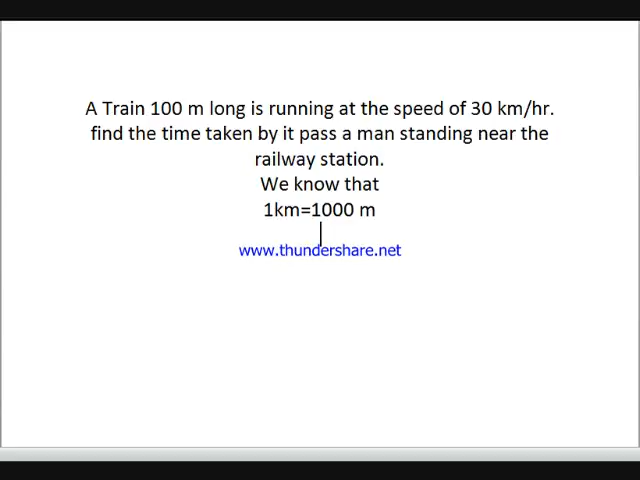 A Train 100 m long is running at the speed of 30 km/hr.
find the time taken by it pass a man standing near the
railway station.
We know that
1km=1000 m
www.thundershare.net